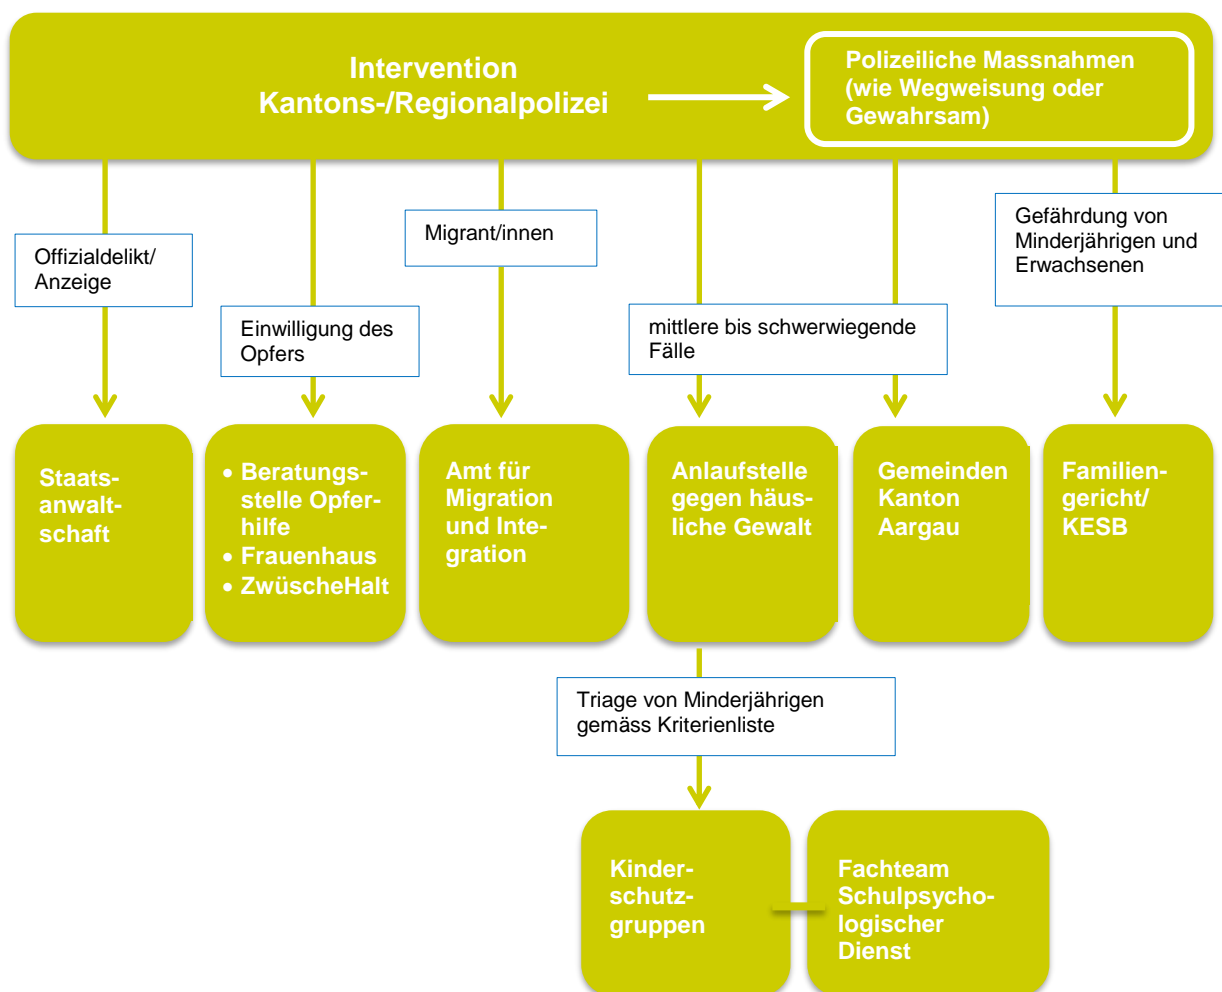 Intervention
Kantons-/Regionalpolizei
Polizeiliche Massnahmen
(wie Wegweisung oder
Gewahrsam)
Offizialdelikt/
Anzeige
Einwilligung des
Opfers
Migrant/innen
mittlere bis schwerwiegende
Fälle
Gefährdung von
Minderjährigen und
Erwachsenen
Staats-
anwalt-
schaft
• Beratungs-
stelle Opfer-
hilfe
• Frauenhaus
• ZwüscheHalt
Amt für
Migration
und Inte-
gration
Anlaufstelle
gegen häus-
liche Gewalt
Gemeinden
Kanton
Aargau
Familien-
gericht/
KESB
Triage von Minderjährigen
gemäss Kriterienliste
Kinder-
schutz-
gruppen
Fachteam
Schulpsycho-
logischer
Dienst